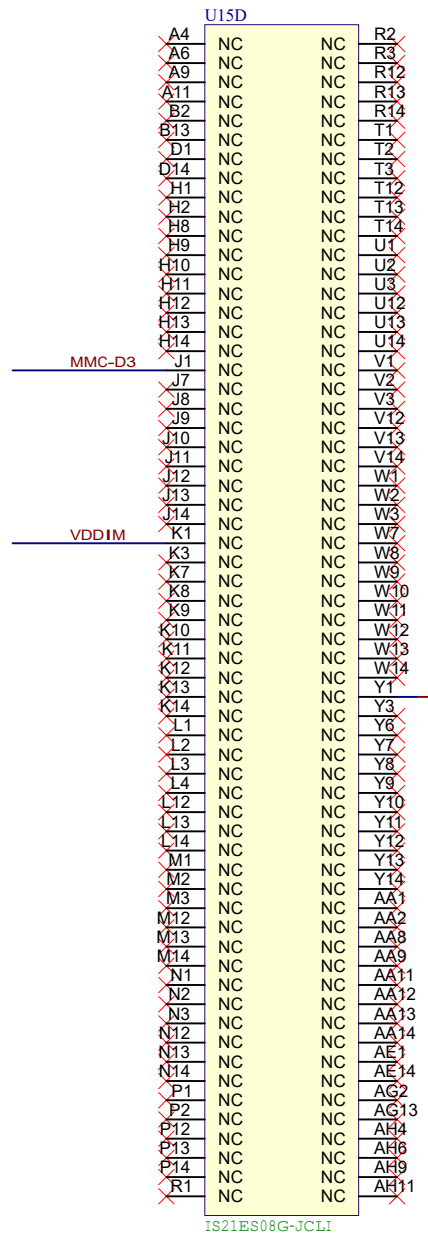 U15D
A4 NC NC R2
A6 NC NC R3
A9 NC NC R12
A11 NC NC R13
B2 NC NC R14
B13 NC NC T1
D1 NC NC T2
D14 NC NC T3
H1 NC NC T12
H2 NC NC T13
H8 NC NC T14
H9 NC NC U1
H10 NC NC U2
H11 NC NC U3
H12 NC NC U12
H13 NC NC U13
H14 NC NC U14
MMC-D3 J1 NC NC V1
J7 NC NC V2
J8 NC NC V3
J9 NC NC V12
J10 NC NC V13
J11 NC NC V14
J12 NC NC W1
J13 NC NC W2
J14 NC NC W3
VDDIM K1 NC NC W7
K3 NC NC W8
K7 NC NC W9
K8 NC NC W10
K9 NC NC W11
K10 NC NC W12
K11 NC NC W13
K12 NC NC W14
K13 NC NC Y1
K14 NC NC Y3
L1 NC NC Y6
L2 NC NC Y7
L3 NC NC Y8
L4 NC NC Y9
L12 NC NC Y10
L13 NC NC Y11
L14 NC NC Y12
M1 NC NC Y13
M2 NC NC Y14
M3 NC NC AA1
M12 NC NC AA2
M13 NC NC AA8
M14 NC NC AA9
N1 NC NC AA11
N2 NC NC AA12
N3 NC NC AA13
N12 NC NC AA14
N13 NC NC AE1
N14 NC NC AE14
P1 NC NC AG2
P2 NC NC AG13
P12 NC NC AH4
P13 NC NC AH6
P14 NC NC AH9
R1 NC NC AH11
IS21ES08G-JCLI